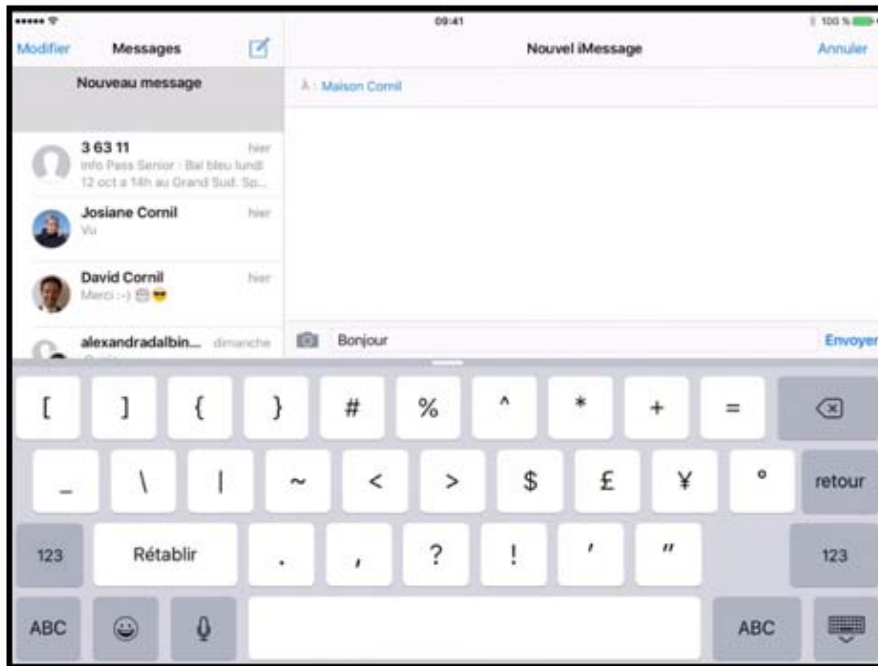 09:41
100 %
Modifier Messages
Nouvel iMessage Annuler
Nouveau message
À : Maison Cornil
3 63 11 hier
Info Pass Senior : Bal bleu lundi
12 oct a 14h au Grand Sud. Sp...
Josiane Cornil hier
Vu
David Cornil hier
Merci :-) 😇 😎
alexandradalbin... dimanche
Bonjour Envoyer
[ ] { } # % ^ * + =
_ \ | ~ < > $ £ ¥ ° retour
123 Rétablir . , ? ! ' " 123
ABC ABC